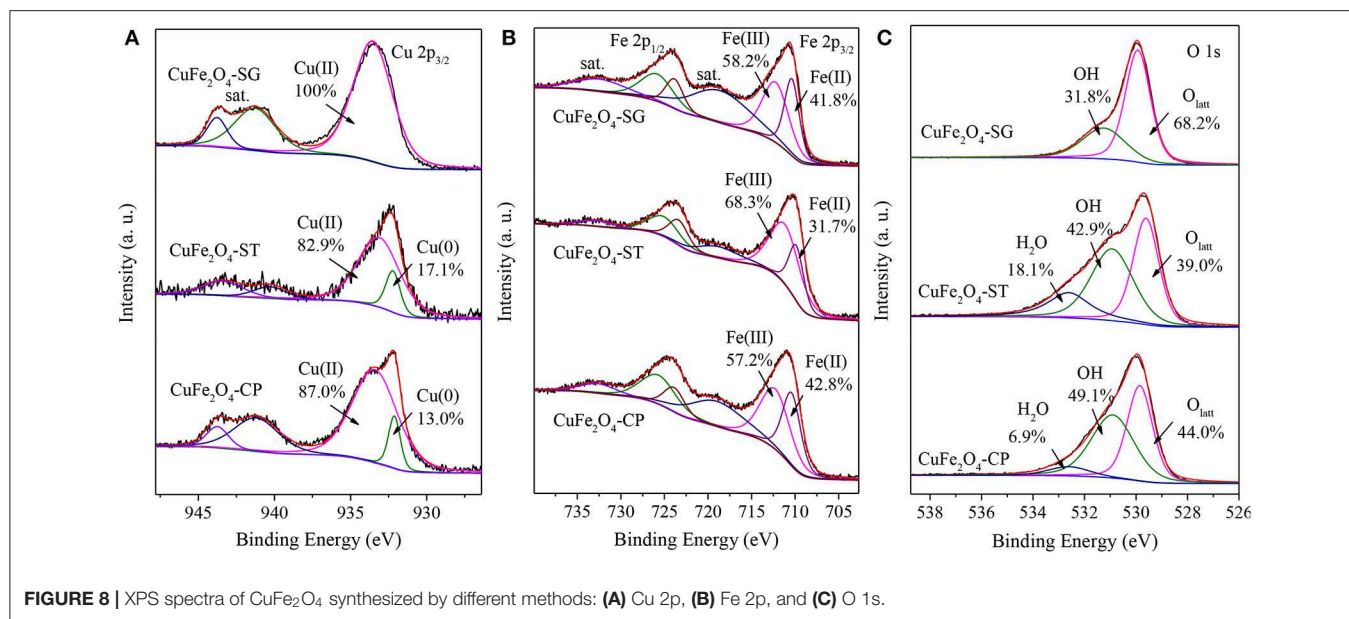 A
Cu 2p3/2
CuFe2O4-SG
sat.
Cu(II)
100%
Cu(II)
82.9%
CuFe2O4-ST
Cu(0)
17.1%
Cu(II)
87.0%
CuFe2O4-CP
Cu(0)
13.0%
Intensity (a. u.)
945 940 935 930
Binding Energy (eV)
B
Fe 2p1/2
Fe(III)
58.2%
Fe 2p3/2
sat.
sat.
Fe(II)
41.8%
CuFe2O4-SG
Fe(III)
68.3%
Fe(II)
31.7%
CuFe2O4-ST
Fe(III)
57.2%
Fe(II)
42.8%
CuFe2O4-CP
Intensity (a. u.)
735 730 725 720 715 710 705
Binding Energy (eV)
C
O 1s
OH
31.8%
Olatt
68.2%
CuFe2O4-SG
OH
42.9%
H2O
18.1%
Olatt
39.0%
CuFe2O4-ST
OH
49.1%
H2O
6.9%
Olatt
44.0%
CuFe2O4-CP
Intensity (a. u.)
538 536 534 532 530 528 526
Binding Energy (eV)
FIGURE 8 | XPS spectra of CuFe2O4 synthesized by different methods: (A) Cu 2p, (B) Fe 2p, and (C) O 1s.